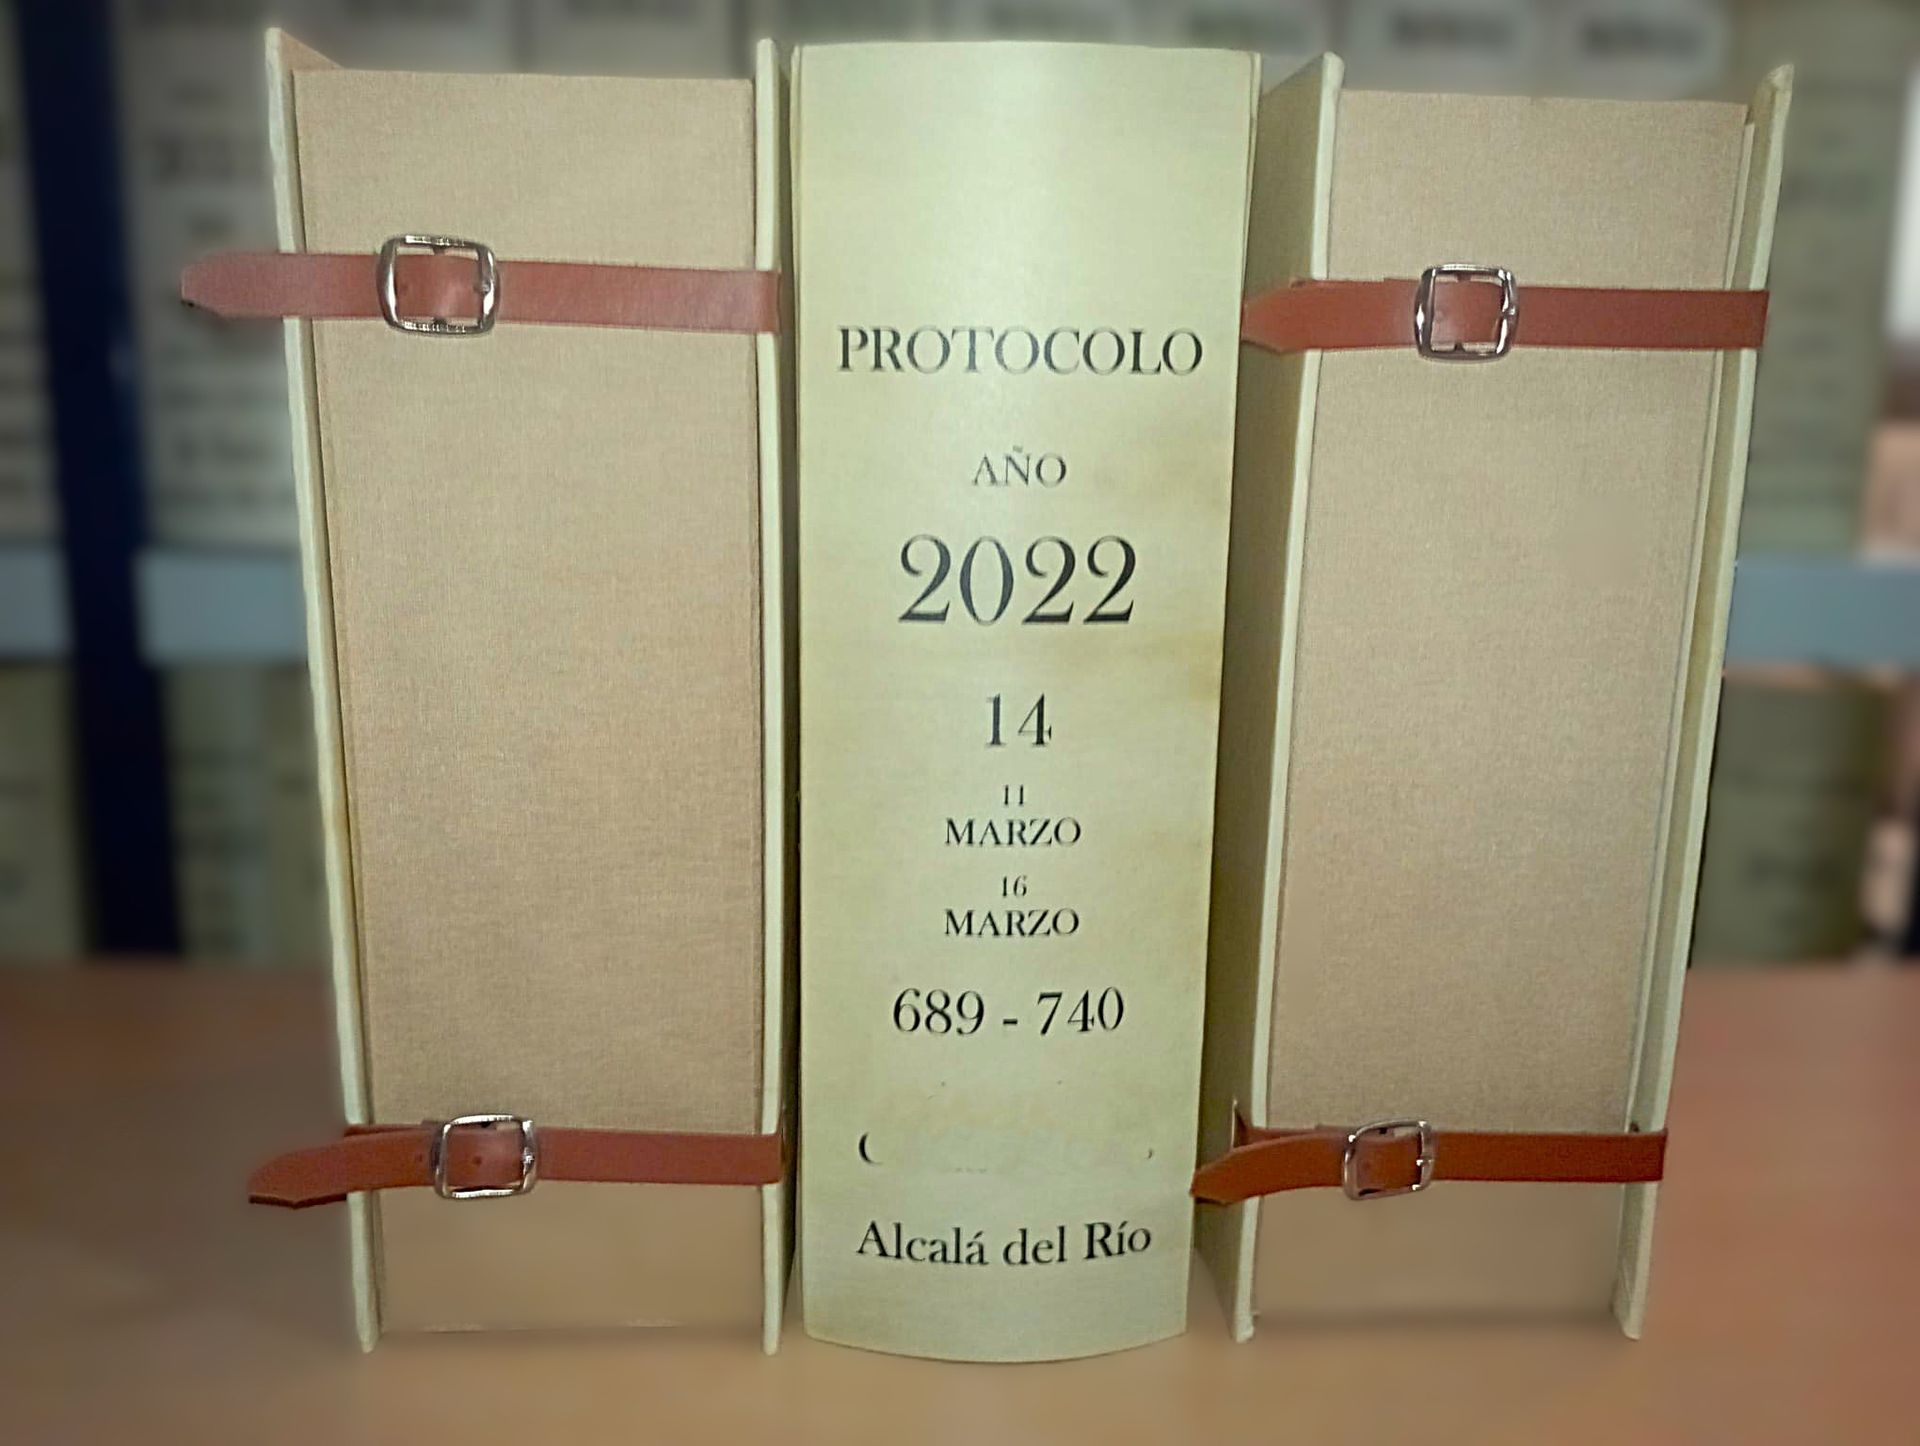 PROTOCOLO
AÑO
2022
14
11
MARZO
16
MARZO
689 - 740
Alcalá del Río